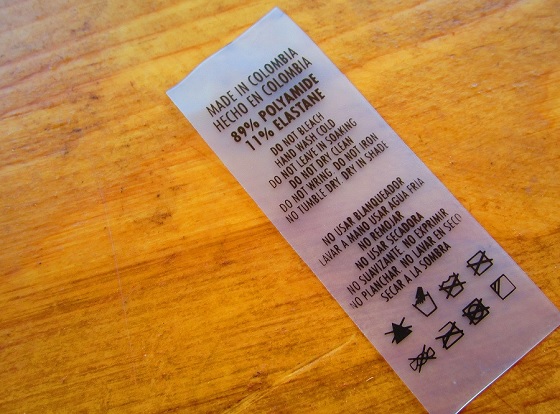 MADE IN COLOMBIA
HECHO EN COLOMBIA
89% POLYAMIDE
11% ELASTANE
DO NOT BLEACH
HAND WASH COLD
DO NOT LEAVE IN SOAKING
DO NOT DRY CLEAN
DO NOT WRING, DO NOT IRON
NO TUMBLE DRY. DRY IN SHADE
NO USAR BLANQUEADOR
LAVAR A MANO USAR AGUA FRIA
NO REMOJAR
NO USAR SECADORA
NO SUAVIZANTE. NO EXPRIMIR
NO PLANCHAR. NO LAVAR EN SECO
SECAR A LA SOMBRA